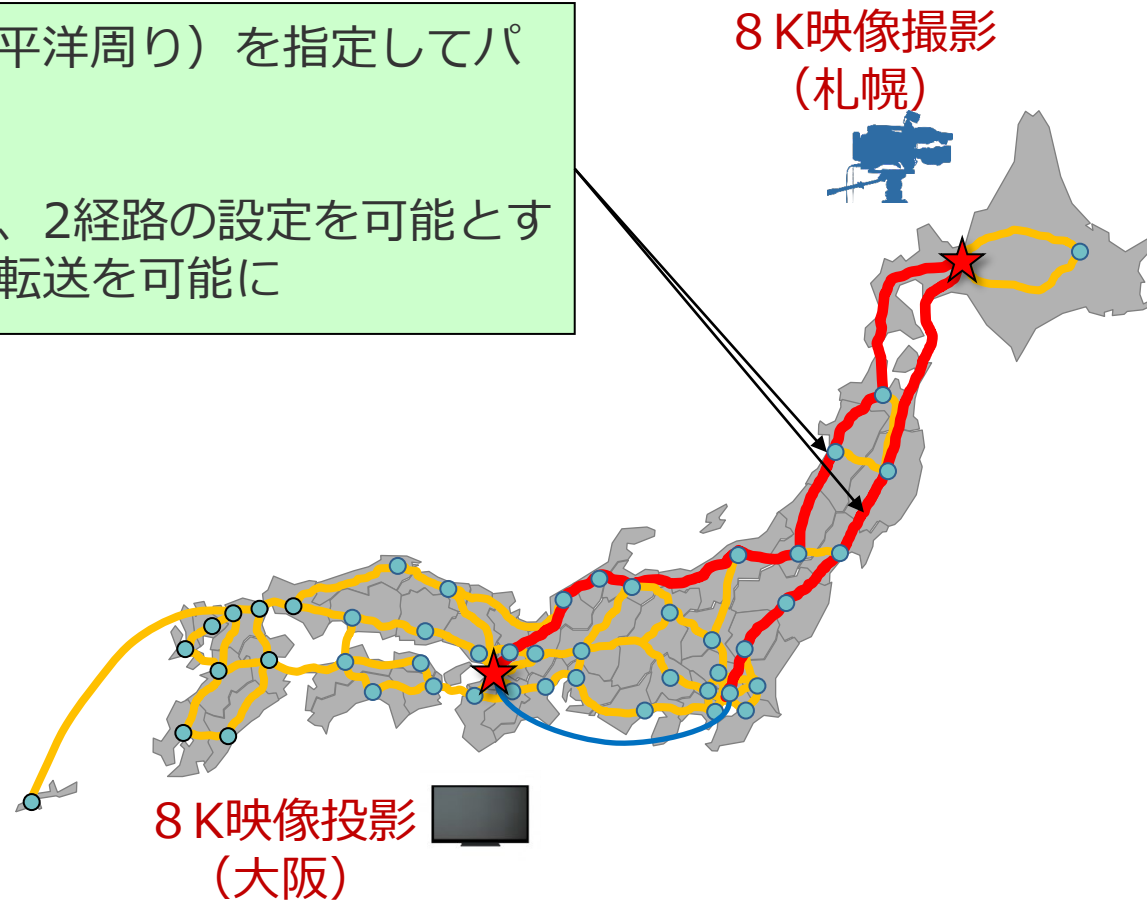 平洋周り）を指定してパ
、2経路の設定を可能とす
転送を可能に
８K映像撮影
（札幌）
８K映像投影
（大阪）